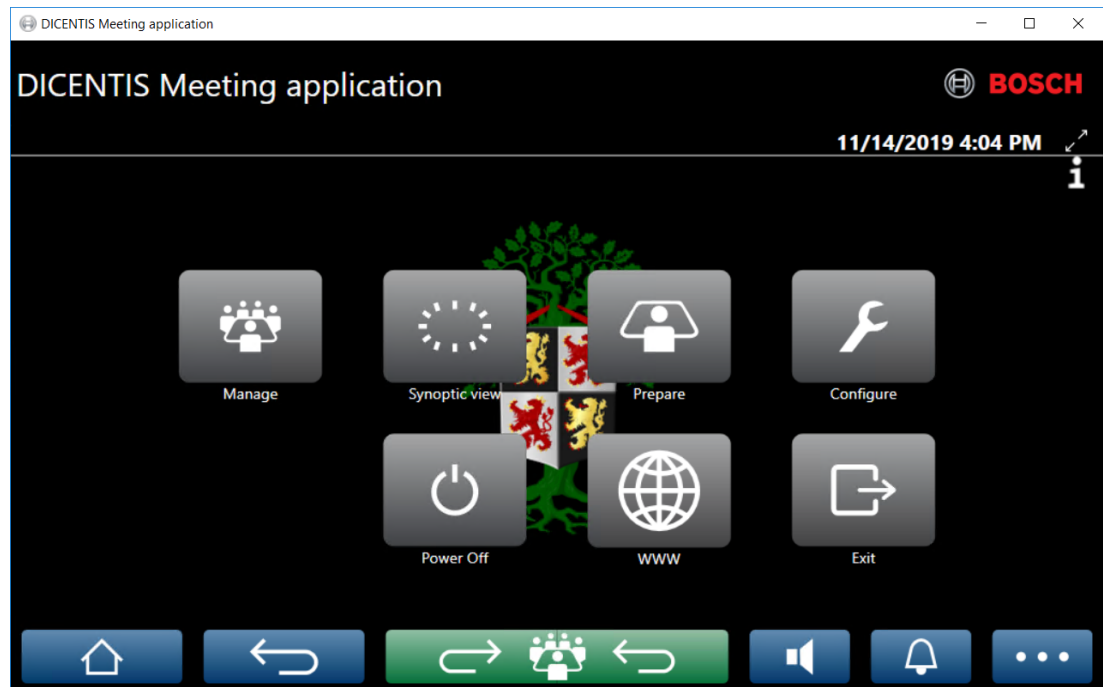 DICENTIS Meeting application
DICENTIS Meeting application
BOSCH
11/14/2019 4:04 PM
Manage
Synoptic view
Prepare
Configure
Power Off
WWW
Exit